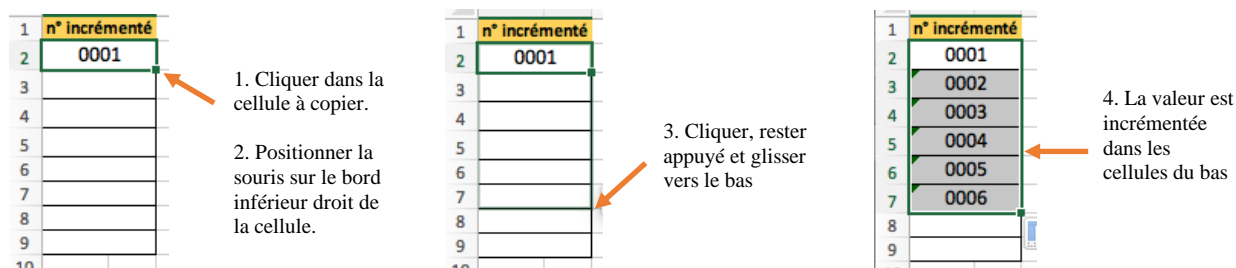 1 n° incrémenté
2 0001
3
4
5
6
7
8
9
10
1. Cliquer dans la
cellule à copier.
2. Positionner la
souris sur le bord
inférieur droit de
la cellule.
1 n° incrémenté
2 0001
3
4
5
6
7
8
9
3. Cliquer, rester
appuyé et glisser
vers le bas
1 n° incrémenté
2 0001
3 0002
4 0003
5 0004
6 0005
7 0006
8
9
4. La valeur est
incrémentée
dans les
cellules du bas